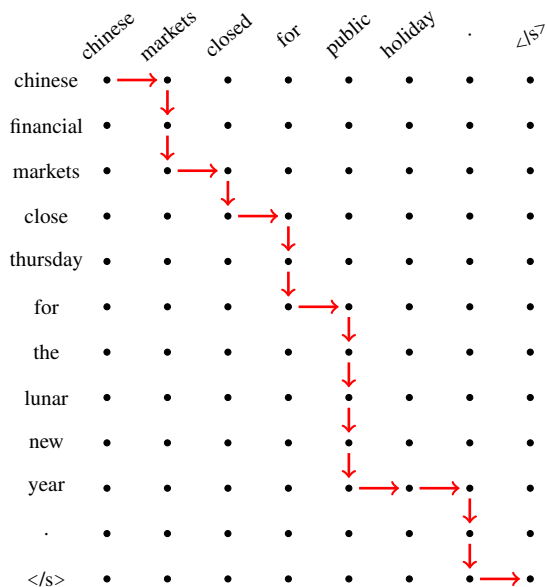 chinese markets closed for public holiday . </s>
chinese
financial
markets
close
thursday
for
the
lunar
new
year
.
</s>